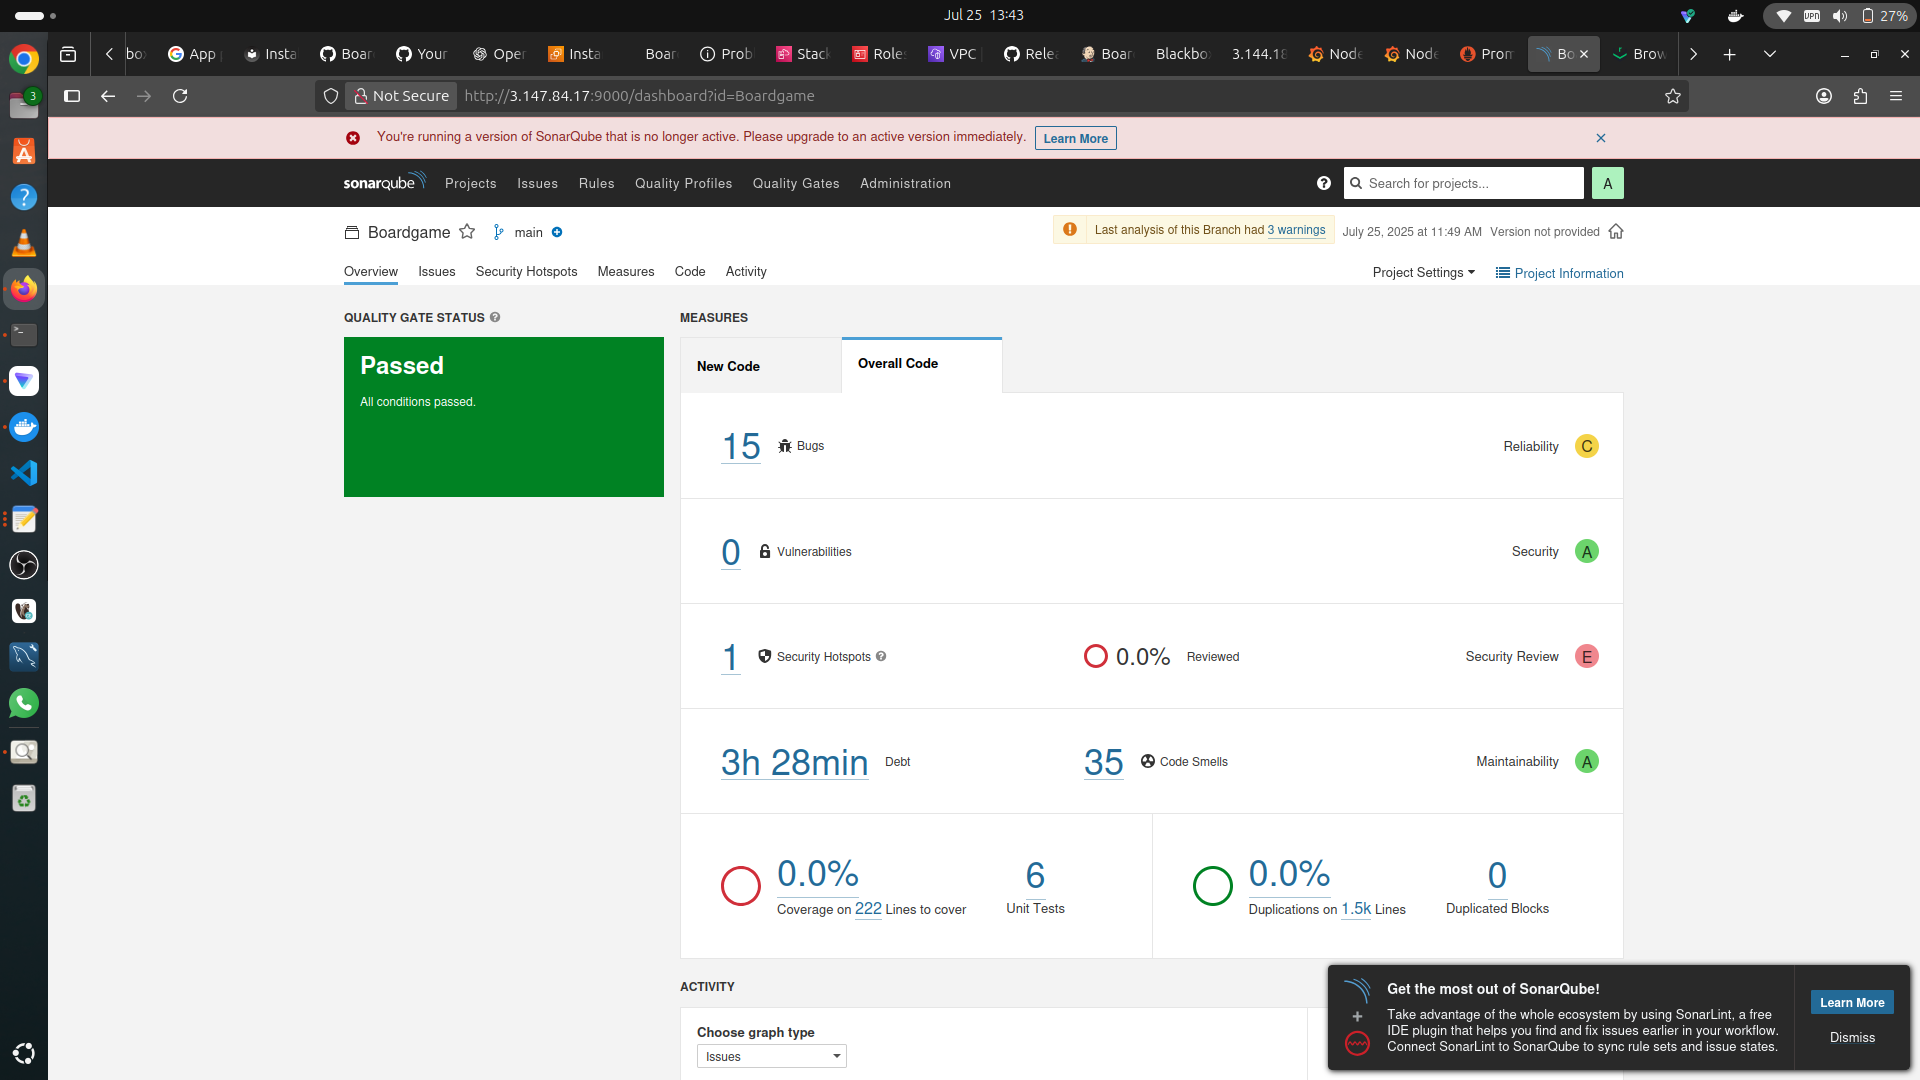 Jul 25 13:43
VPN
27%
box
App
Insta
Boar
Your
Oper
Insta
Boar
Prob
Stack
Roles
VPC
Relea
Boar
Blackbo
3.144.18
Node
Node
Prom
Bo
Brow
3
Not Secure
http://3.147.84.17:9000/dashboard?id=Boardgame
You're running a version of SonarQube that is no longer active. Please upgrade to an active version immediately.
Learn More
sonarqube
Projects
Issues
Rules
Quality Profiles
Quality Gates
Administration
Search for projects...
A
Boardgame
main
Last analysis of this Branch had 3 warnings
July 25, 2025 at 11:49 AM
Version not provided
Overview
Issues
Security Hotspots
Measures
Code
Activity
Project Settings
Project Information
QUALITY GATE STATUS
Passed
All conditions passed.
MEASURES
New Code
Overall Code
15
Bugs
Reliability
C
0
Vulnerabilities
Security
A
1
Security Hotspots
0.0%
Reviewed
Security Review
E
3h 28min
Debt
35
Code Smells
Maintainability
A
0.0%
Coverage on 222 Lines to cover
6
Unit Tests
0.0%
Duplications on 1.5k Lines
0
Duplicated Blocks
ACTIVITY
Choose graph type
Issues
Get the most out of SonarQube!
Take advantage of the whole ecosystem by using SonarLint, a free
IDE plugin that helps you find and fix issues earlier in your workflow.
Connect SonarLint to SonarQube to sync rule sets and issue states.
Learn More
Dismiss